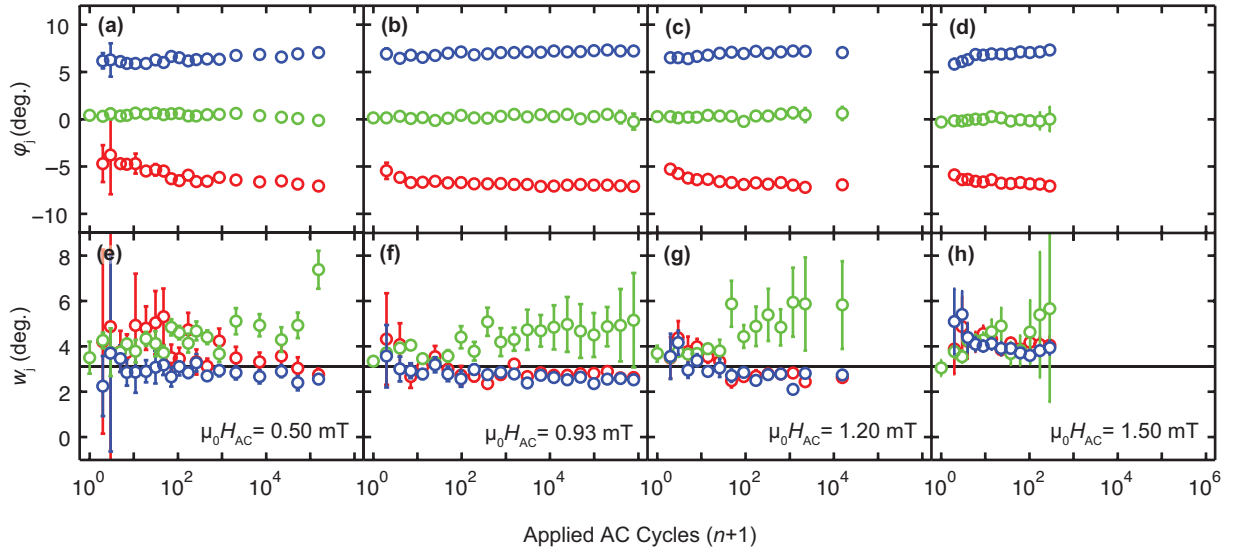 (a) (b) (c) (d)
10
5
0
−5
−10
φj (deg.)
(e) (f) (g) (h)
8
6
4
2
0
wj (deg.)
μ0HAC= 0.50 mT μ0HAC= 0.93 mT μ0HAC= 1.20 mT μ0HAC= 1.50 mT
10^0 10^2 10^4 10^0 10^2 10^4 10^0 10^2 10^4 10^0 10^2 10^4 10^6
Applied AC Cycles (n+1)